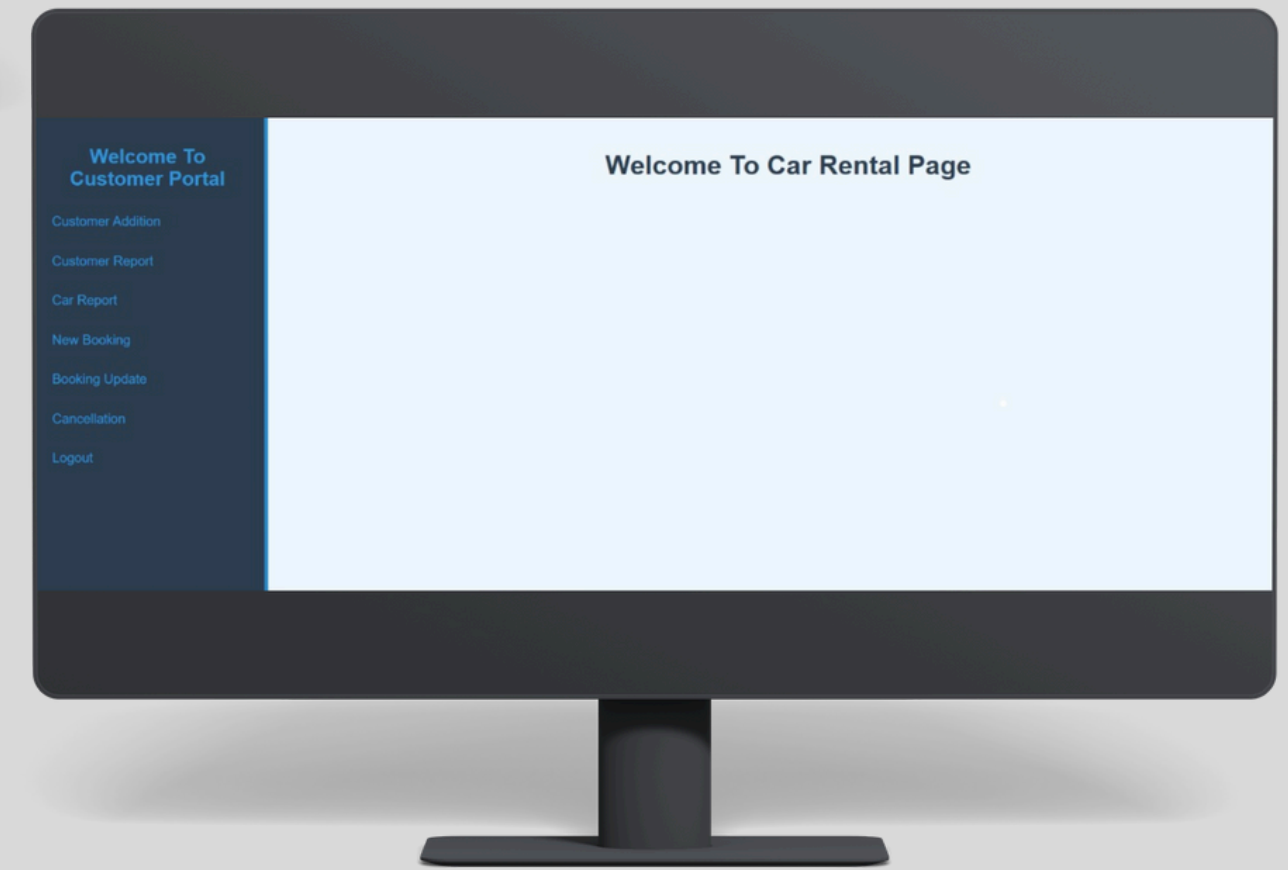 Welcome To
Customer Portal
Customer Addition
Customer Report
Car Report
New Booking
Booking Update
Cancellation
Logout
Welcome To Car Rental Page